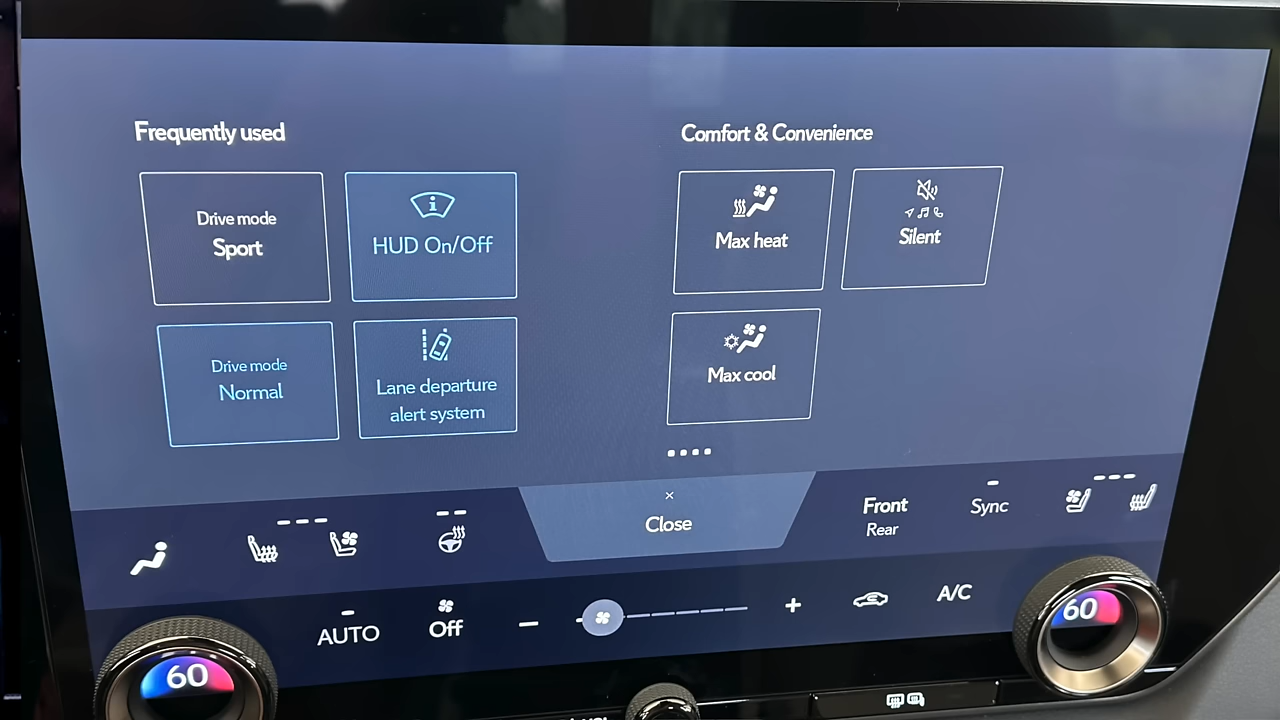 Frequently used
Comfort & Convenience
Drive mode
Sport
HUD On/Off
Max heat
Silent
Drive mode
Normal
Lane departure
alert system
Max cool
Close
Front
Rear
Sync
AUTO
Off
A/C
60
60